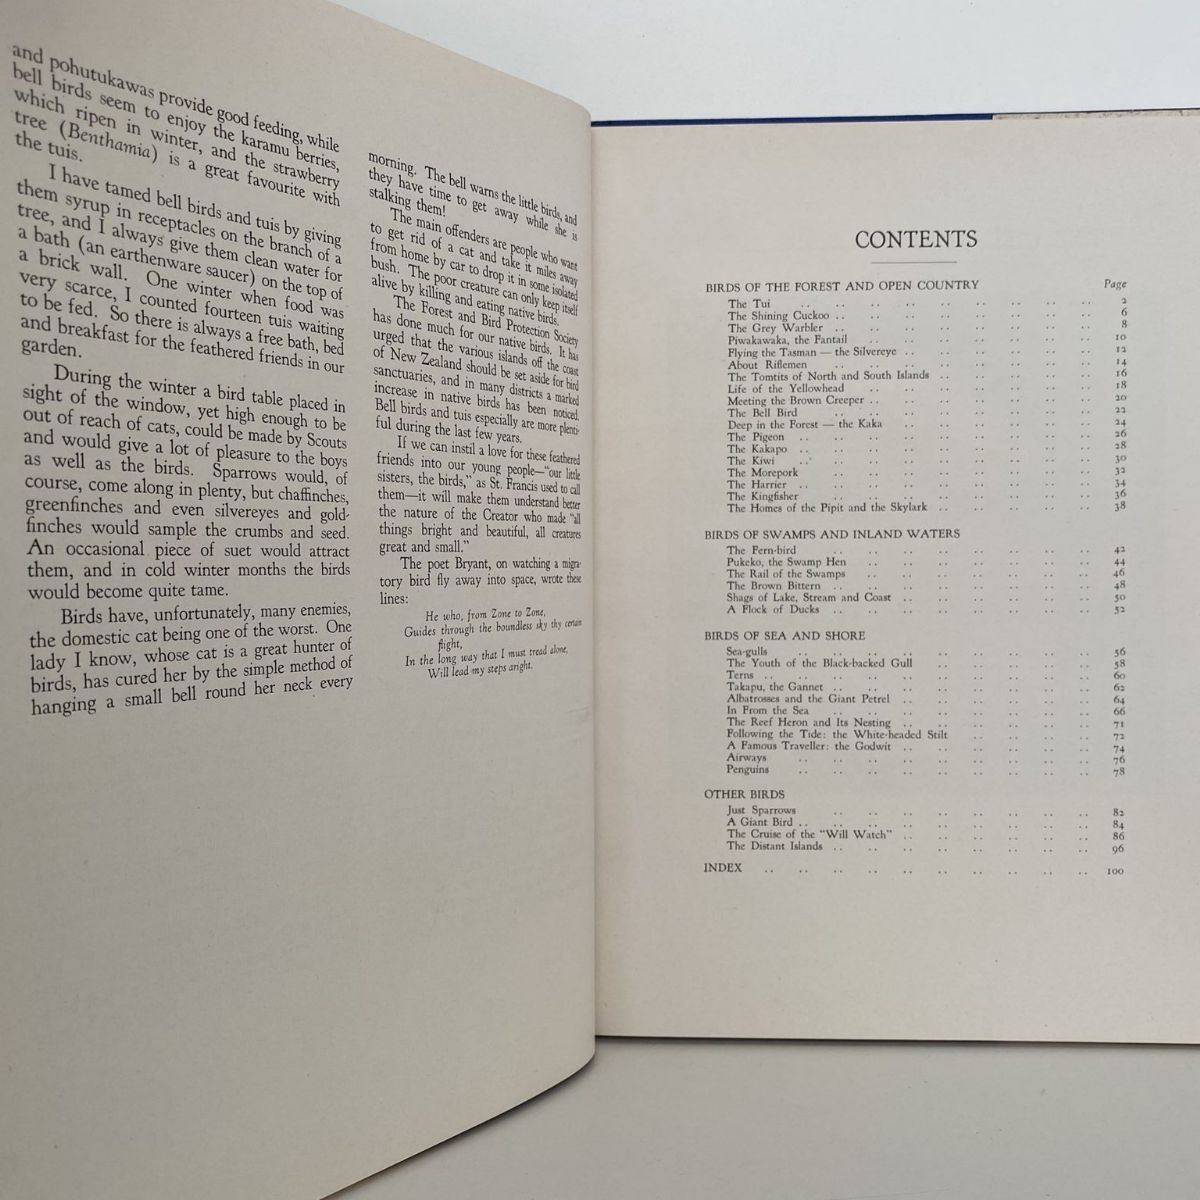 and pohutukawas provide good feeding, while
bell birds seem to enjoy the karamu berries,
which ripen in winter, and the strawberry
tree (Benthamia) is a great favourite with
the tuis.
I have tamed bell birds and tuis by giving
them syrup in receptacles on the branch of a
tree, and I always give them clean water for
a bath (an earthenware saucer) on the top of
a brick wall. One winter when food was
very scarce, I counted fourteen tuis waiting
to be fed. So there is always a free bath, bed
and breakfast for the feathered friends in our
garden.
During the winter a bird table placed in
sight of the window, yet high enough to be
out of reach of cats, could be made by Scouts
and would give a lot of pleasure to the boys
as well as the birds. Sparrows would, of
course, come along in plenty, but chaffinches,
greenfinches and even silvereyes and gold-
finches would sample the crumbs and seed.
An occasional piece of suet would attract
them, and in cold winter months the birds
would become quite tame.
Birds have, unfortunately, many enemies,
the domestic cat being one of the worst. One
lady I know, whose cat is a great hunter of
birds, has cured her by the simple method of
hanging a small bell round her neck every
morning. The bell warns the little birds, and
they have time to get away while she is
stalking them!
The main offenders are people who want
to get rid of a cat and take it miles away
from home by car to drop it in some isolated
bush. The poor creature can only keep itself
alive by killing and eating native birds.
The Forest and Bird Protection Society
has done much for our native birds. It has
urged that the various islands off the coast
of New Zealand should be set aside for bird
sanctuaries, and in many districts a marked
increase in native birds has been noticed.
Bell birds and tuis especially are more plenti-
ful during the last few years.
If we can instil a love for these feathered
friends into our young people—"our little
sisters, the birds," as St. Francis used to call
them—it will make them understand better
the nature of the Creator who made "all
things bright and beautiful, all creatures
great and small."
The poet Bryant, on watching a migra-
tory bird fly away into space, wrote these
lines:
He who, from Zone to Zone,
Guides through the boundless sky thy certain
flight,
In the long way that I must tread alone,
Will lead my steps aright.
CONTENTS
BIRDS OF THE FOREST AND OPEN COUNTRY Page
The Tui .. .. .. .. .. .. .. .. .. 2
The Shining Cuckoo .. .. .. .. .. .. .. .. 6
The Grey Warbler .. .. .. .. .. .. .. .. 8
Piwakawaka, the Fantail .. .. .. .. .. .. .. 10
Flying the Tasman — the Silvereye .. .. .. .. .. .. 12
About Riflemen .. .. .. .. .. .. .. .. 14
The Tomtits of North and South Islands .. .. .. .. .. 16
Life of the Yellowhead .. .. .. .. .. .. .. 18
Meeting the Brown Creeper .. .. .. .. .. .. .. 20
The Bell Bird .. .. .. .. .. .. .. .. 22
Deep in the Forest — the Kaka .. .. .. .. .. .. 24
The Pigeon .. .. .. .. .. .. .. .. .. 26
The Kakapo .. .. .. .. .. .. .. .. .. 28
The Kiwi .. .. .. .. .. .. .. .. .. 30
The Morepork .. .. .. .. .. .. .. .. 32
The Harrier .. .. .. .. .. .. .. .. .. 34
The Kingfisher .. .. .. .. .. .. .. .. 36
The Homes of the Pipit and the Skylark .. .. .. .. .. 38
BIRDS OF SWAMPS AND INLAND WATERS
The Fern-bird .. .. .. .. .. .. .. .. 42
Pukeko, the Swamp Hen .. .. .. .. .. .. .. 44
The Rail of the Swamps .. .. .. .. .. .. .. 46
The Brown Bittern .. .. .. .. .. .. .. .. 48
Shags of Lake, Stream and Coast .. .. .. .. .. .. 50
A Flock of Ducks .. .. .. .. .. .. .. .. 52
BIRDS OF SEA AND SHORE
Sea-gulls .. .. .. .. .. .. .. .. .. 56
The Youth of the Black-backed Gull .. .. .. .. .. .. 58
Terns .. .. .. .. .. .. .. .. .. .. 60
Takapu, the Gannet .. .. .. .. .. .. .. .. 62
Albatrosses and the Giant Petrel .. .. .. .. .. .. 64
In From the Sea .. .. .. .. .. .. .. .. 66
The Reef Heron and Its Nesting .. .. .. .. .. .. 71
Following the Tide: the White-headed Stilt .. .. .. .. 72
A Famous Traveller: the Godwit .. .. .. .. .. .. 74
Airways .. .. .. .. .. .. .. .. .. 76
Penguins .. .. .. .. .. .. .. .. .. 78
OTHER BIRDS
Just Sparrows .. .. .. .. .. .. .. .. .. 82
A Giant Bird .. .. .. .. .. .. .. .. .. 84
The Cruise of the "Will Watch" .. .. .. .. .. .. 86
The Distant Islands .. .. .. .. .. .. .. .. 96
INDEX .. .. .. .. .. .. .. .. .. .. 100